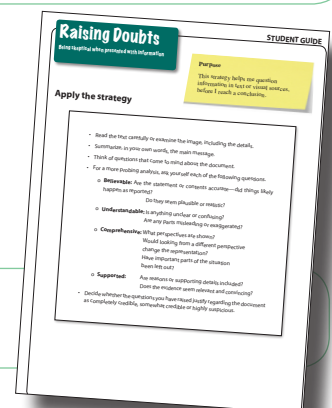 Raising Doubts
Being skeptical when presented with information
STUDENT GUIDE
Purpose
This strategy helps me question
information in text or visual sources,
before I reach a conclusion.
Apply the strategy
• Read the text carefully or examine the image, including the details.
• Summarize, in your own words, the main message.
• Think of questions that come to mind about the document.
• For a more probing analysis, ask yourself each of the following questions.
o Believable: Are the statement or contents accurate—did things likely
happen as reported?
Do they seem plausible or realistic?
o Understandable: Is anything unclear or confusing?
Are any parts misleading or exaggerated?
o Comprehensive: What perspectives are shown?
Would looking from a different perspective
change the representation?
Have important parts of the situation
been left out?
o Supported: Are reasons or supporting details included?
Does the evidence seem relevant and convincing?
• Decide whether the questions you have raised justify regarding the document
as completely credible, somewhat credible or highly suspicious.